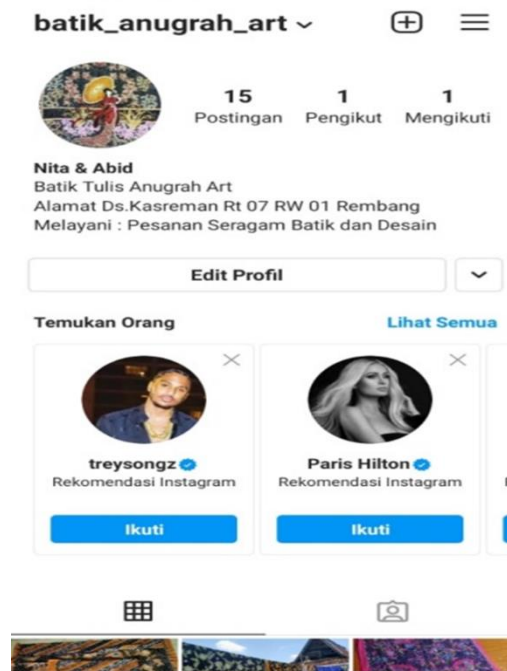 batik_anugrah_art
15 1 1
Postingan Pengikut Mengikuti
Nita & Abid
Batik Tulis Anugrah Art
Alamat Ds.Kasreman Rt 07 RW 01 Rembang
Melayani : Pesanan Seragam Batik dan Desain
Edit Profil
Temukan Orang Lihat Semua
treysongz Paris Hilton
Rekomendasi Instagram Rekomendasi Instagram
Ikuti Ikuti